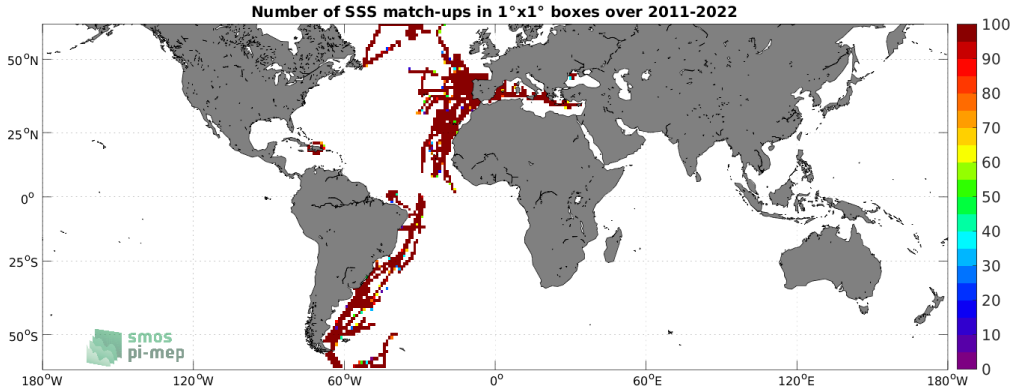 Number of SSS match-ups in 1°x1° boxes over 2011-2022
50°N
25°N
0°
25°S
50°S
180°W
120°W
60°W
0°
60°E
120°E
180°W
100
90
80
70
60
50
40
30
20
10
0
smos
pi-mep